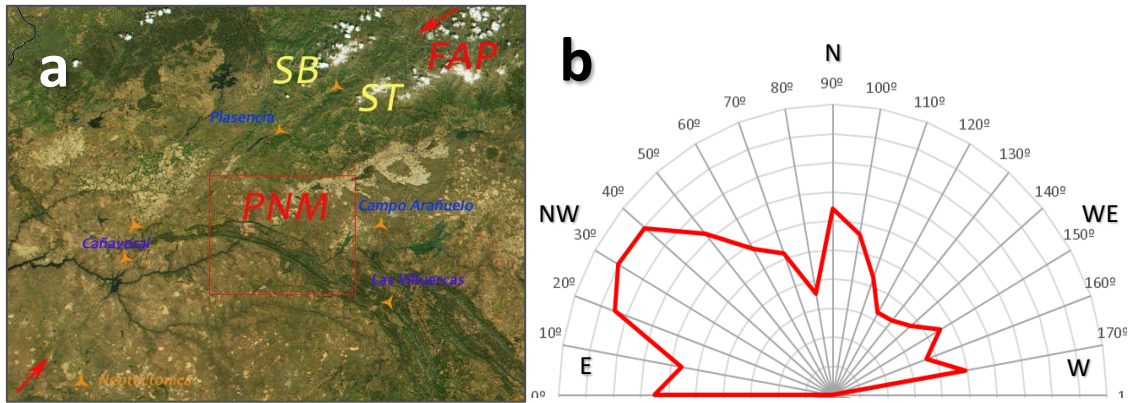 a
FAP
SB
ST
Plasencia
PNM
Campo Arañuelo
Cañaveral
Las Villuercas
Neotectonica
b
N
90º
80º
100º
70º
110º
60º
120º
50º
130º
40º
140º
NW
WE
30º
150º
20º
160º
10º
170º
E
W
0º
1